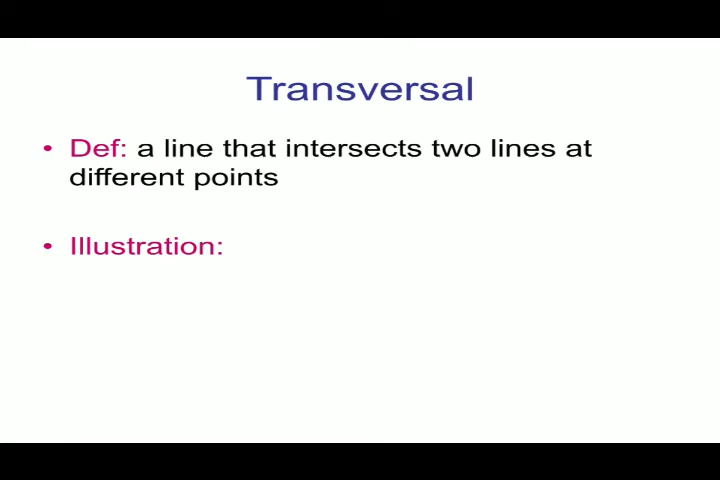 Transversal
• Def: a line that intersects two lines at
different points
• Illustration: